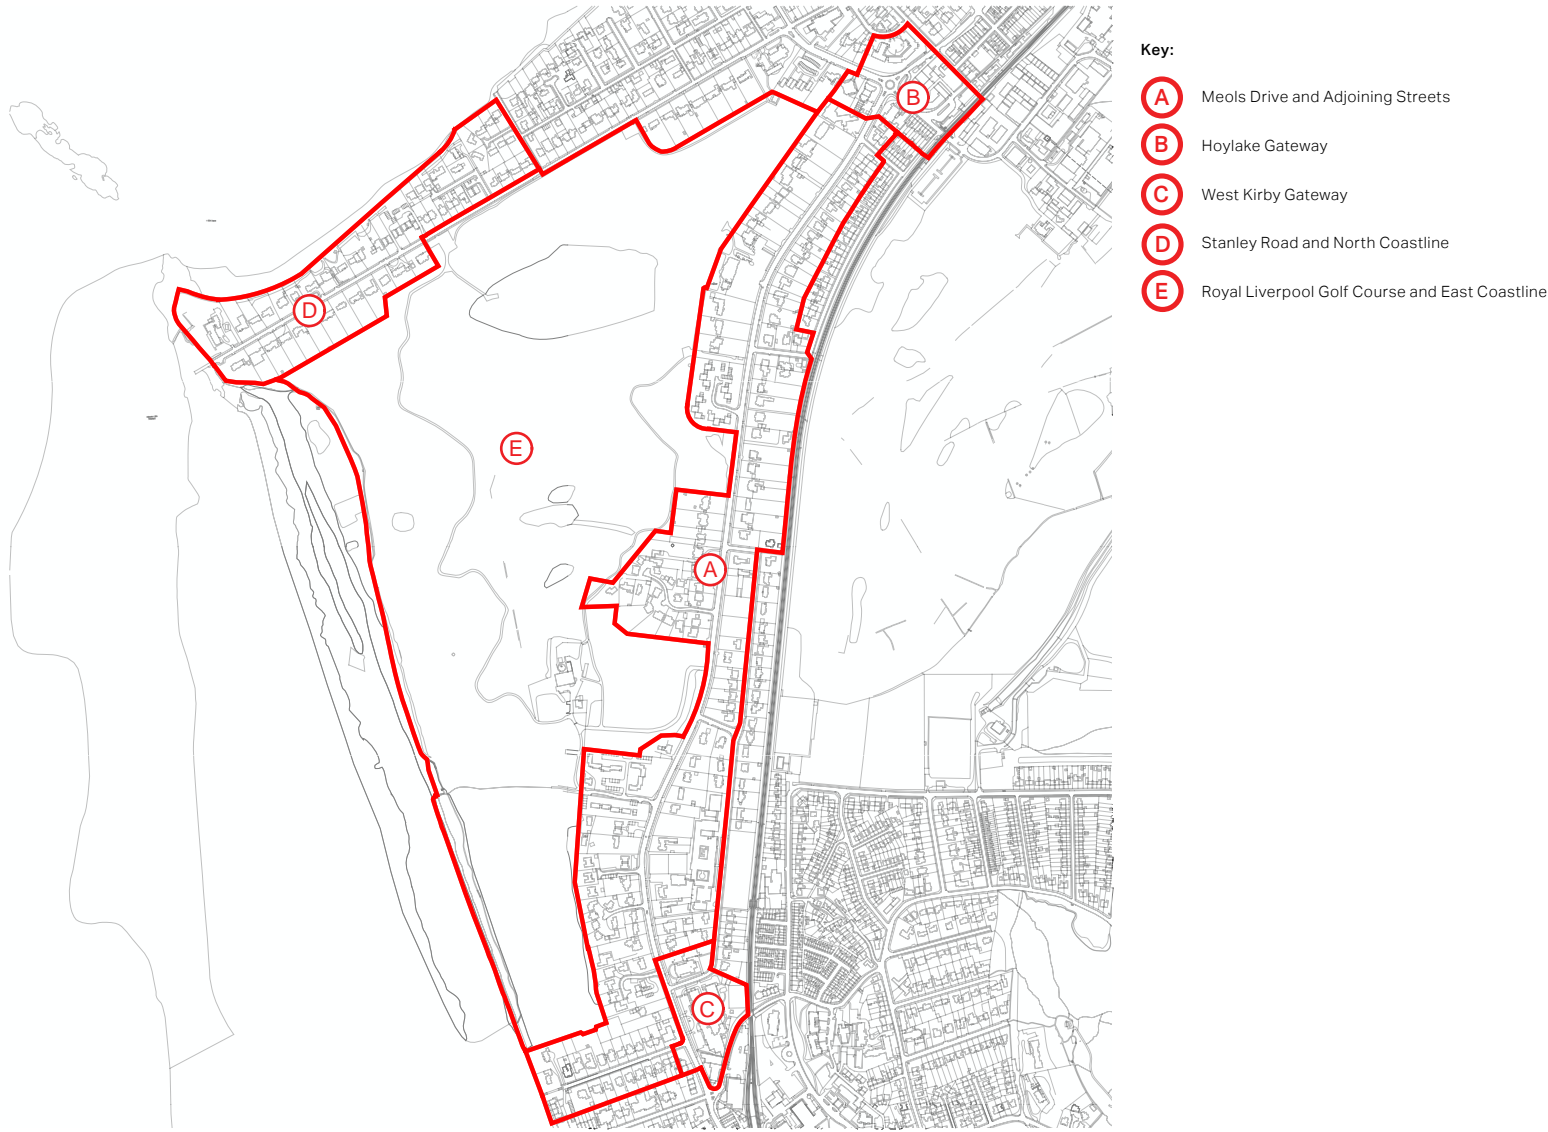 Key:
A Meols Drive and Adjoining Streets
B Hoylake Gateway
C West Kirby Gateway
D Stanley Road and North Coastline
E Royal Liverpool Golf Course and East Coastline
B
D
E
A
C